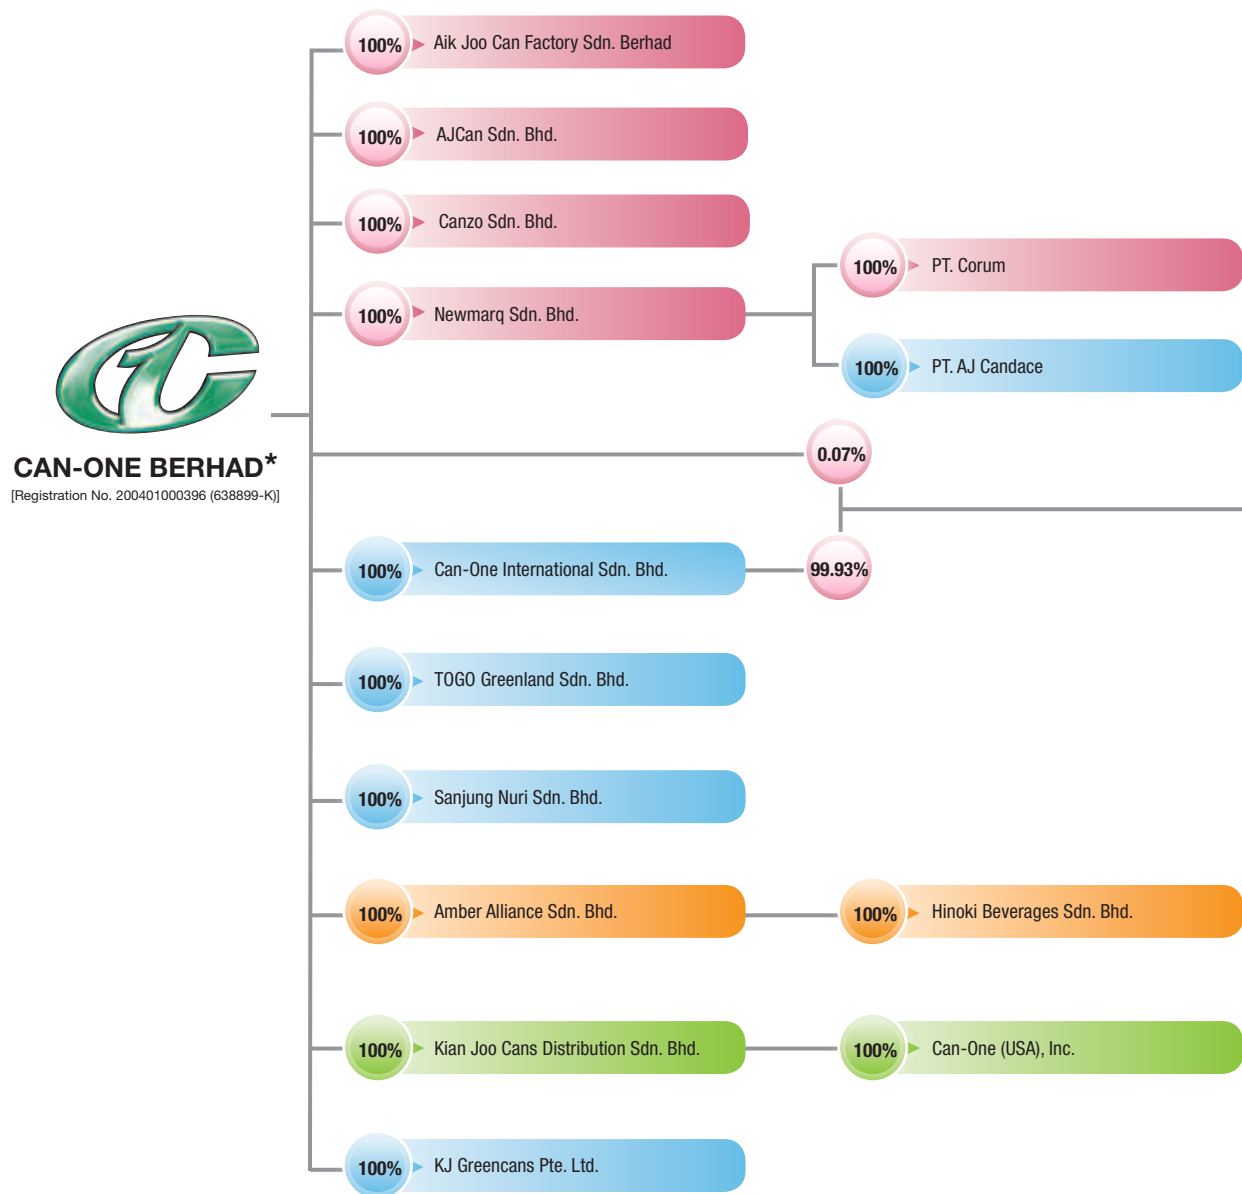 100% Aik Joo Can Factory Sdn. Berhad
100% AJCan Sdn. Bhd.
100% Canzo Sdn. Bhd.
100% PT. Corum
100% Newmarq Sdn. Bhd.
100% PT. AJ Candace
CAN-ONE BERHAD*
[Registration No. 200401000396 (638899-K)]
0.07%
100% Can-One International Sdn. Bhd.
99.93%
100% TOGO Greenland Sdn. Bhd.
100% Sanjung Nuri Sdn. Bhd.
100% Amber Alliance Sdn. Bhd.
100% Hinoki Beverages Sdn. Bhd.
100% Kian Joo Cans Distribution Sdn. Bhd.
100% Can-One (USA), Inc.
100% KJ Greencans Pte. Ltd.